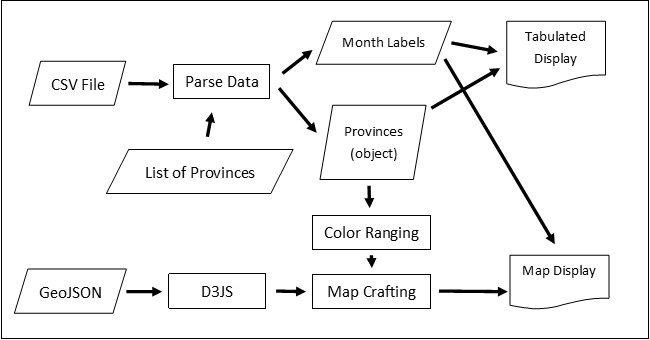 Month Labels
Tabulated
Display
CSV File
Parse Data
Provinces
(object)
List of Provinces
Color Ranging
GeoJSON
D3JS
Map Crafting
Map Display